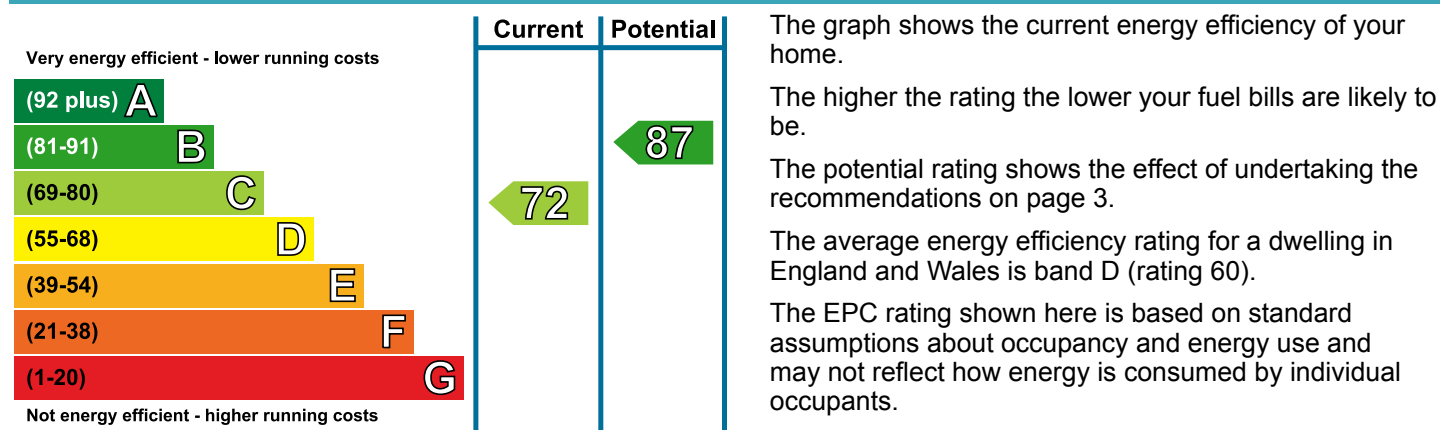 Current Potential
Very energy efficient - lower running costs
(92 plus) A
(81-91) B
87
(69-80) C
72
(55-68) D
(39-54) E
(21-38) F
(1-20) G
Not energy efficient - higher running costs
The graph shows the current energy efficiency of your
home.
The higher the rating the lower your fuel bills are likely to
be.
The potential rating shows the effect of undertaking the
recommendations on page 3.
The average energy efficiency rating for a dwelling in
England and Wales is band D (rating 60).
The EPC rating shown here is based on standard
assumptions about occupancy and energy use and
may not reflect how energy is consumed by individual
occupants.